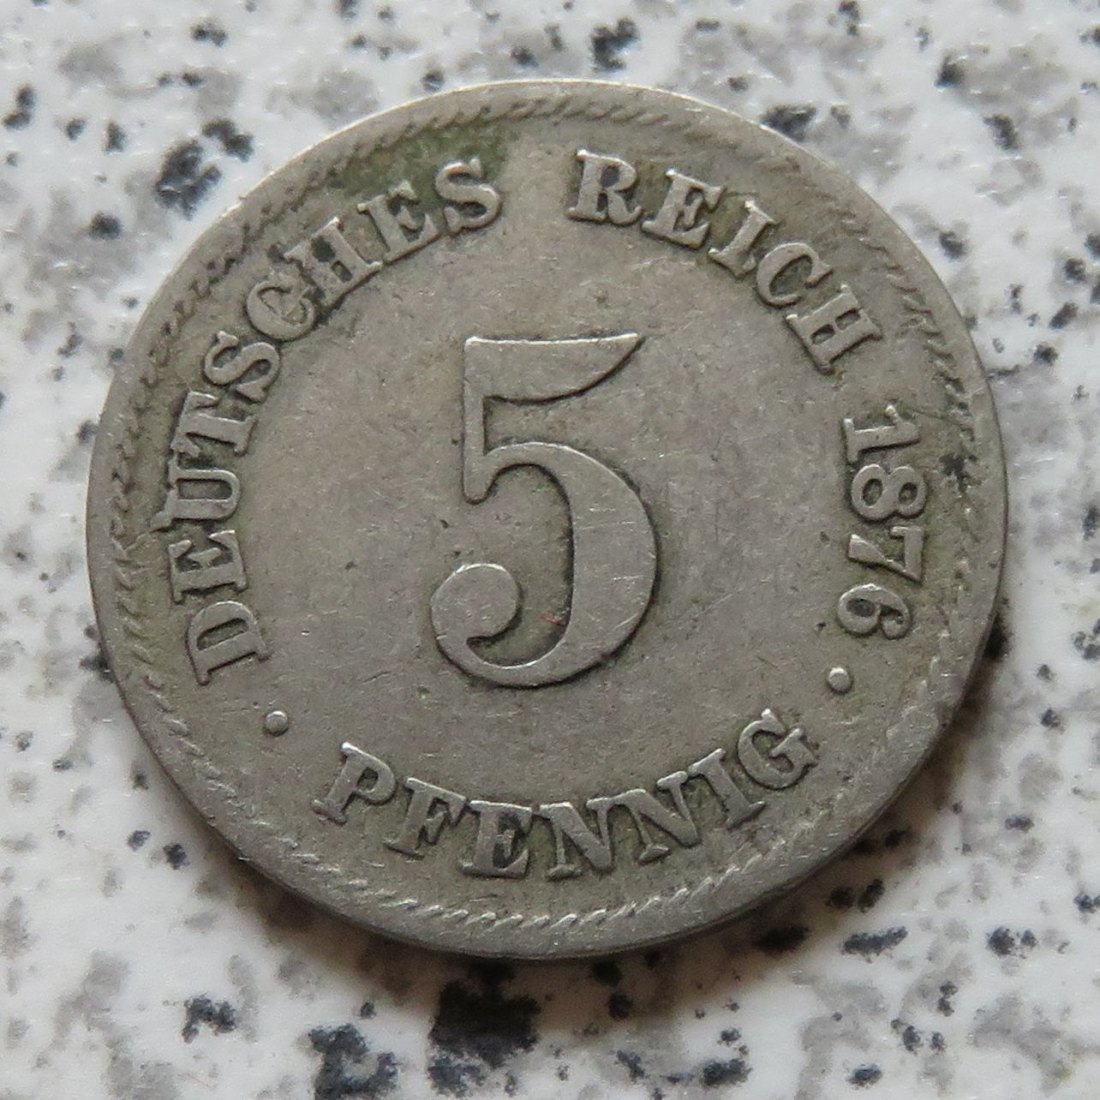 DEUTSCHES REICH 1876
5
· PFENNIG ·